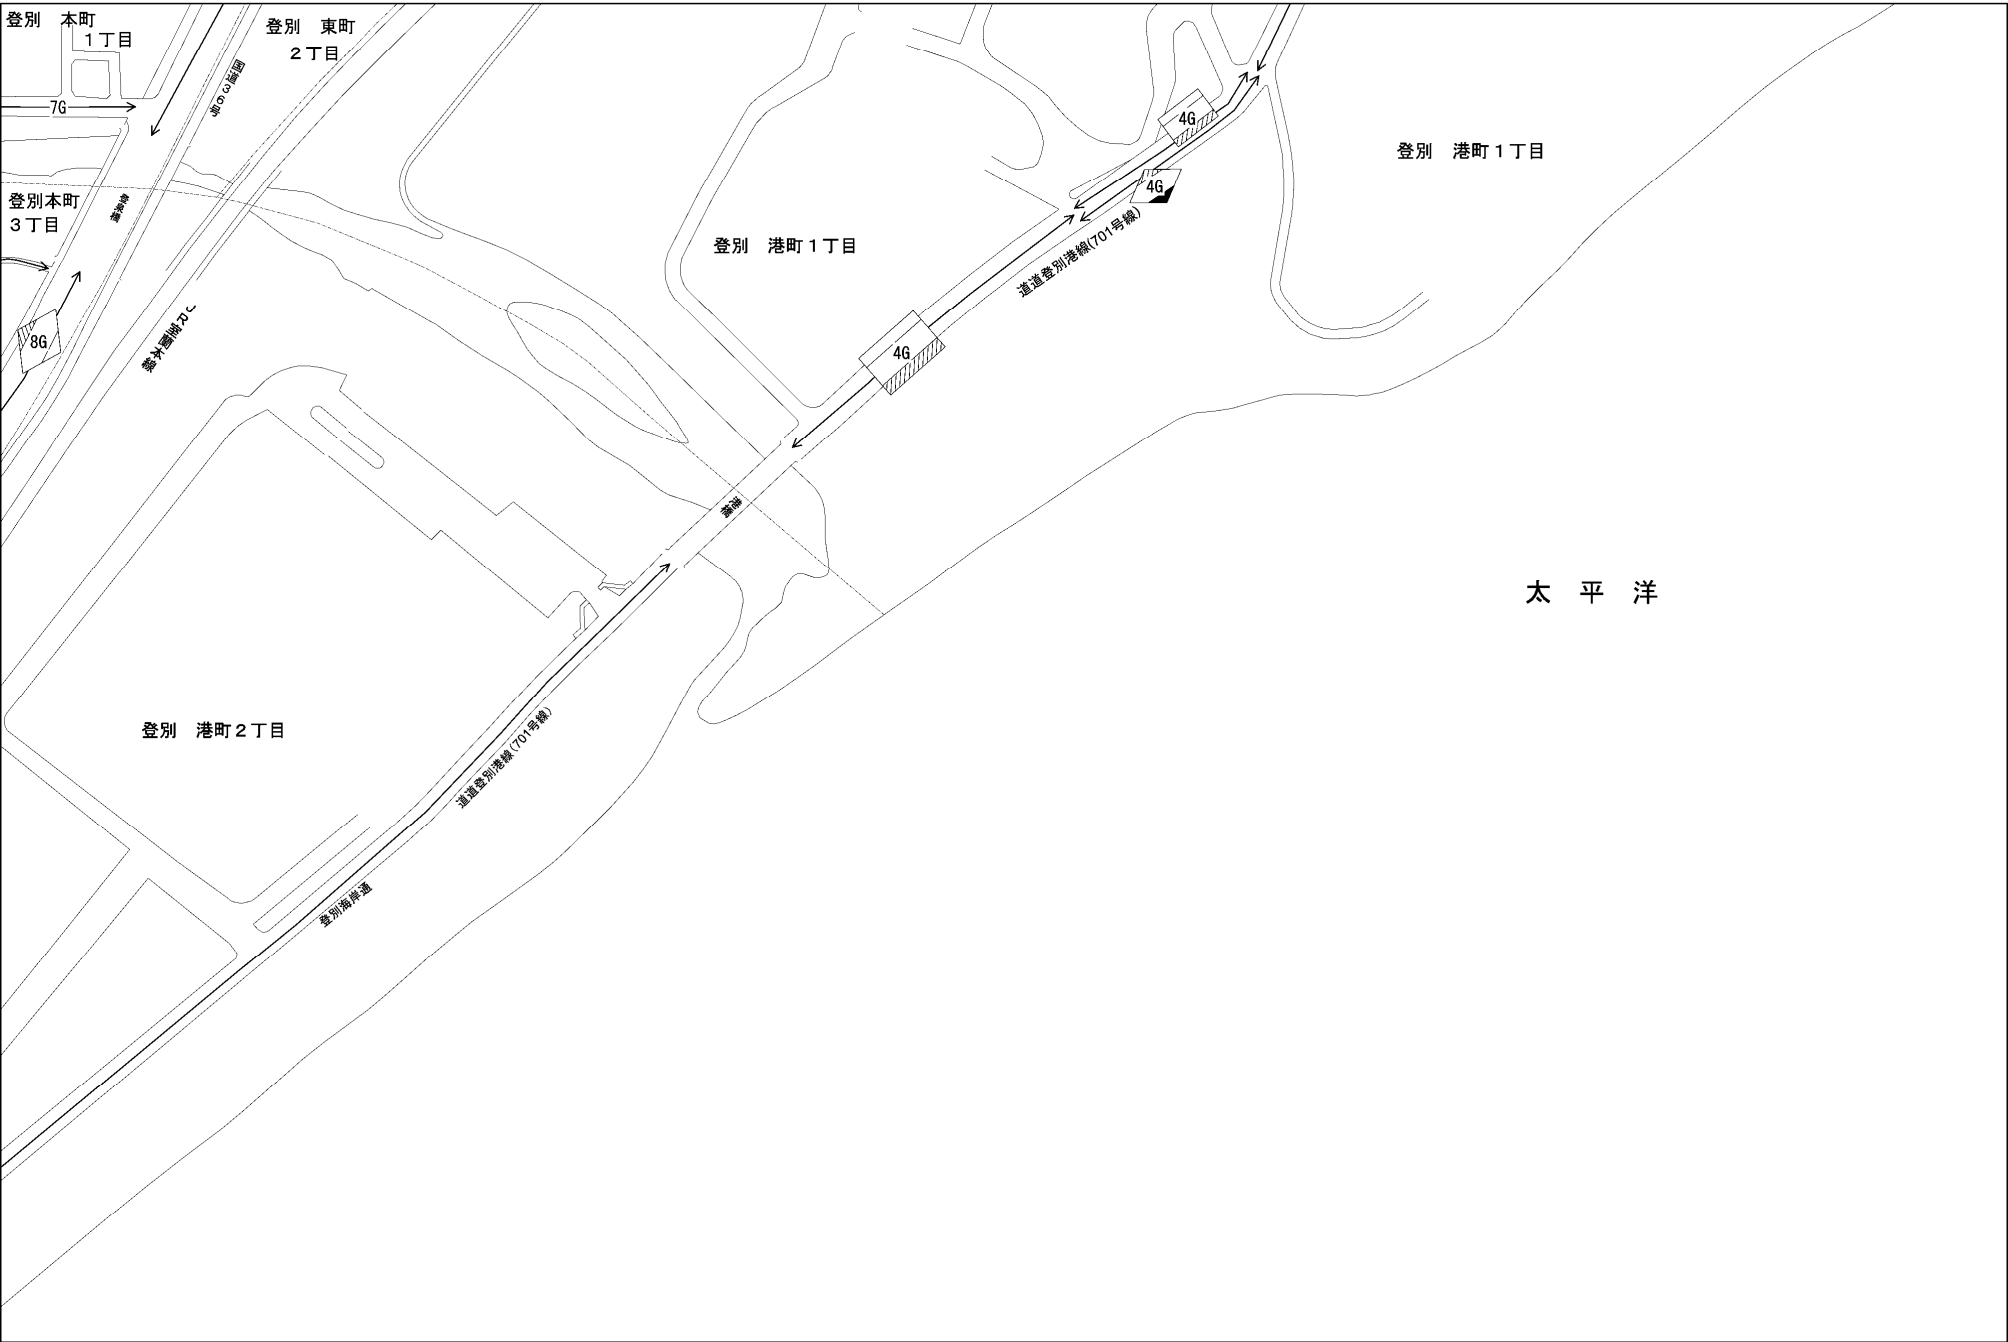 登別 本町
１丁目
登別 東町
２丁目
国道36号
7G
4G
登別 港町１丁目
4G
登別本町
３丁目
登別 港町１丁目
道道登別港線(701号線)
8G
ＪＲ室蘭本線
4G
港橋
太 平 洋
登別 港町２丁目
道道登別港線(701号線)
登別海岸通